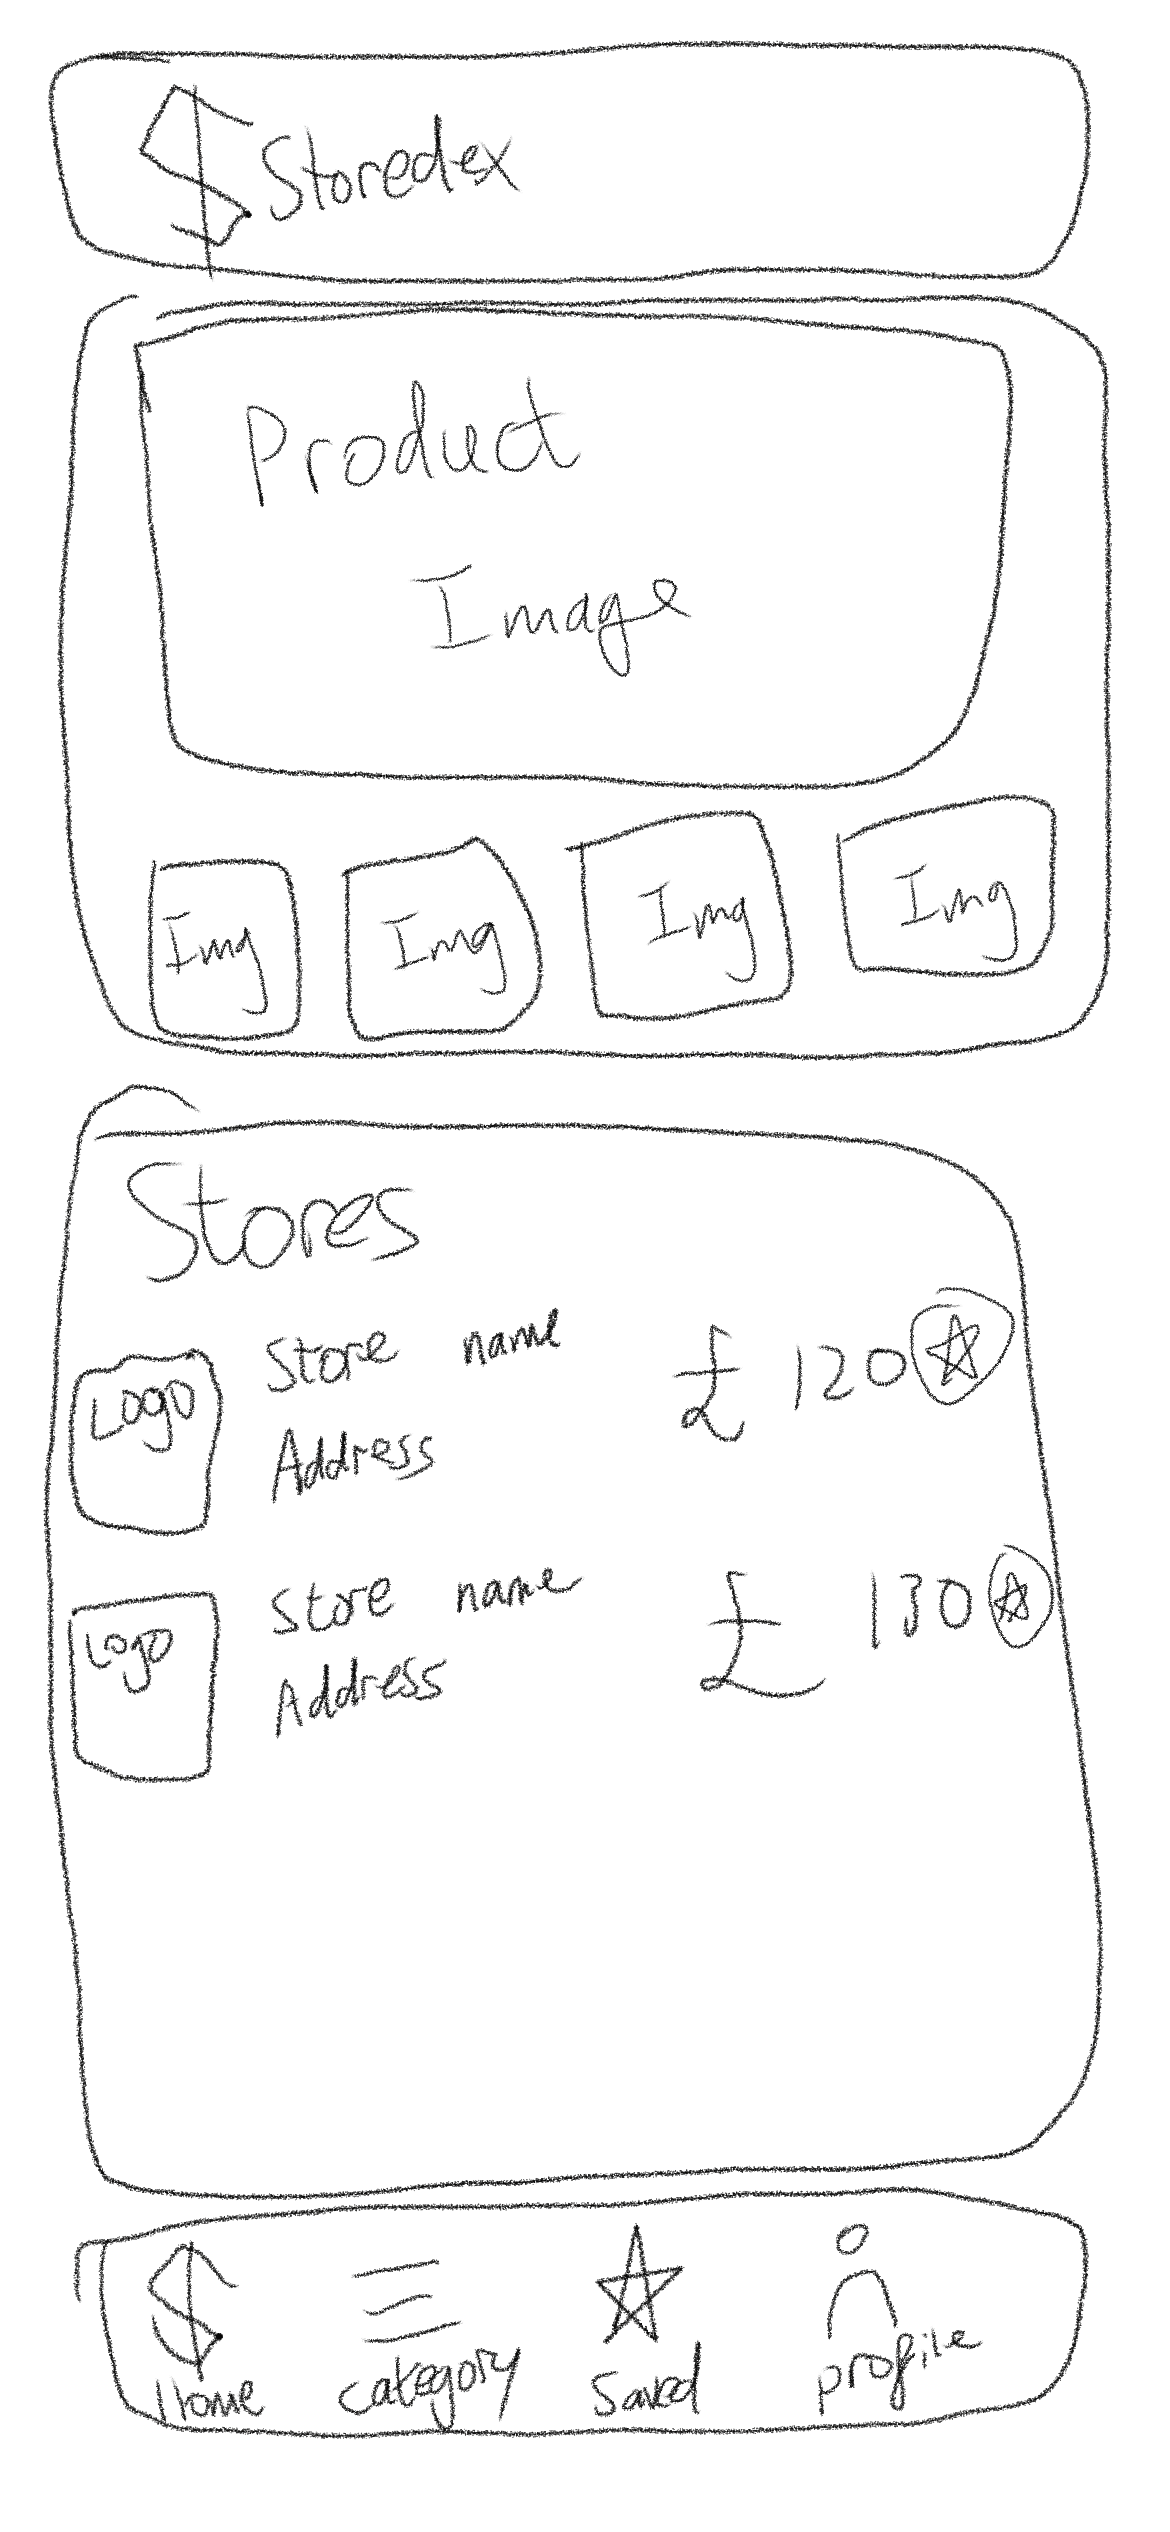 $ Storedex
Product
Image
Img Img Img Img
Stores
Logo Store name £ 120
Address
Logo Store name £ 130
Address
$
Home category Saved profile